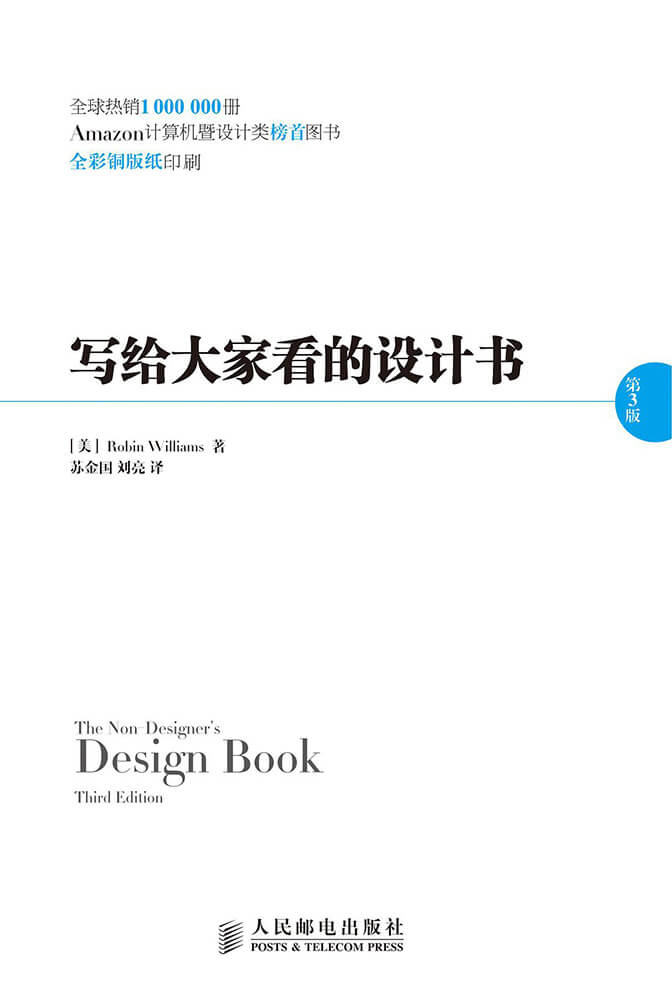 全球热销1 000 000册
Amazon计算机暨设计类榜首图书
全彩铜版纸印刷
写给大家看的设计书
第3版
[美] Robin Williams 著
苏金国 刘亮 译
The Non-Designer's
Design Book
Third Edition
人民邮电出版社
POSTS & TELECOM PRESS